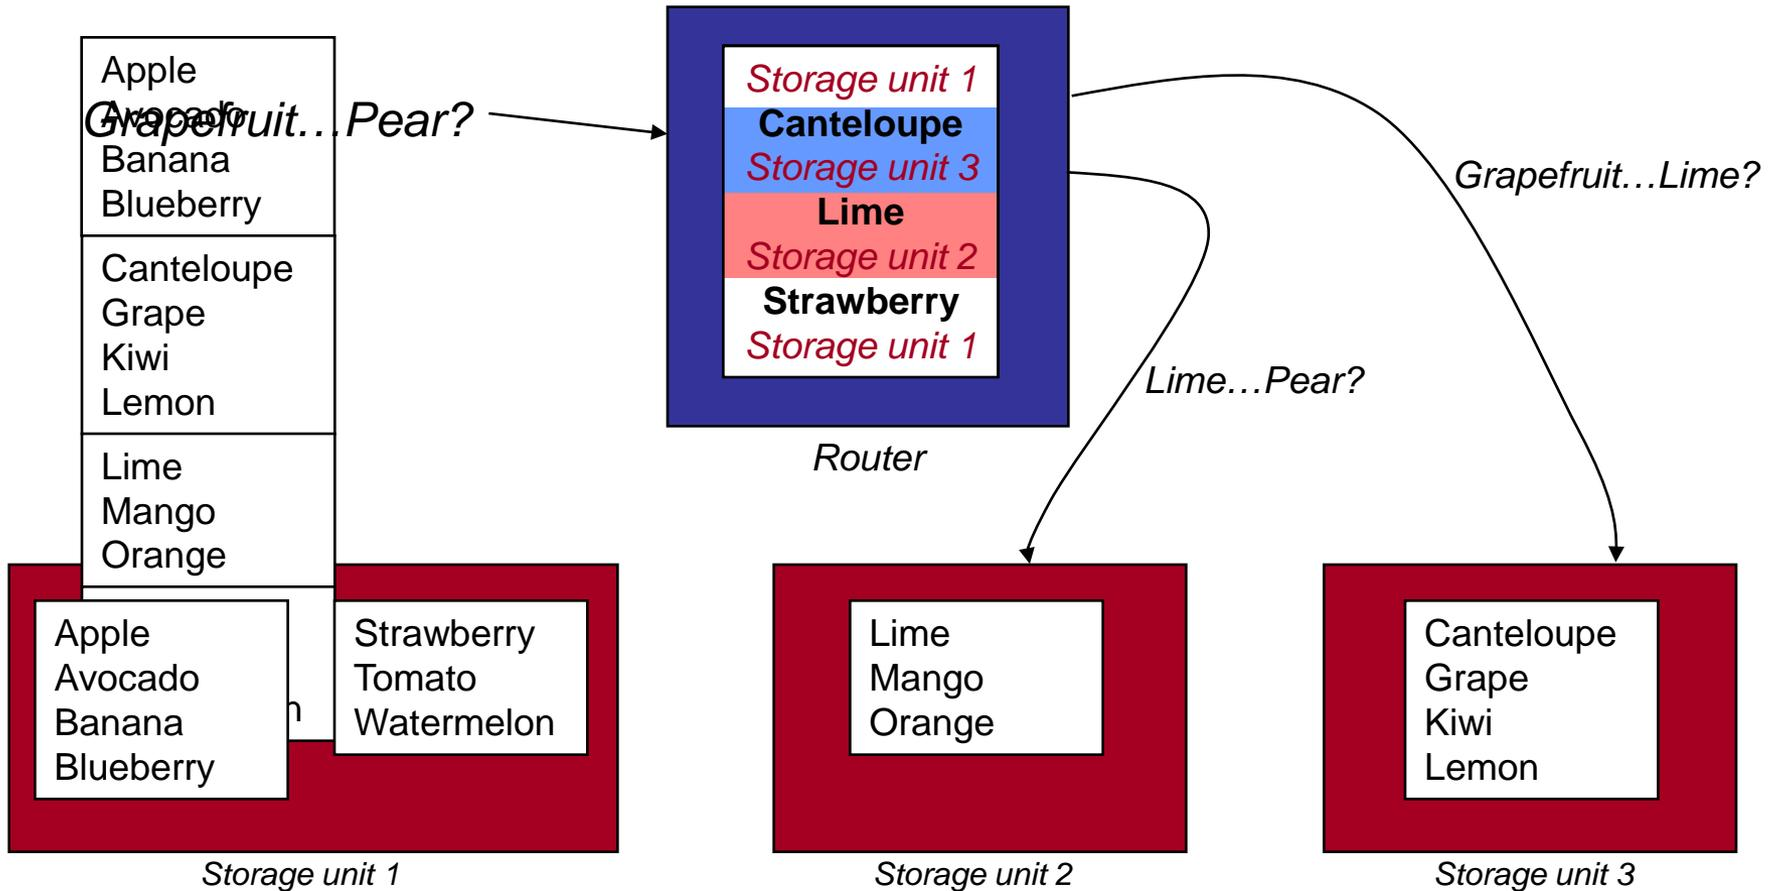 Apple
Avocado
Grapefruit…Pear?
Banana
Blueberry
Canteloupe
Grape
Kiwi
Lemon
Lime
Mango
Orange
Storage unit 1
Canteloupe
Storage unit 3
Lime
Storage unit 2
Strawberry
Storage unit 1
Router
Grapefruit…Lime?
Lime…Pear?
Apple
Avocado
Banana
Blueberry
Strawberry
Tomato
Watermelon
Storage unit 1
Lime
Mango
Orange
Storage unit 2
Canteloupe
Grape
Kiwi
Lemon
Storage unit 3